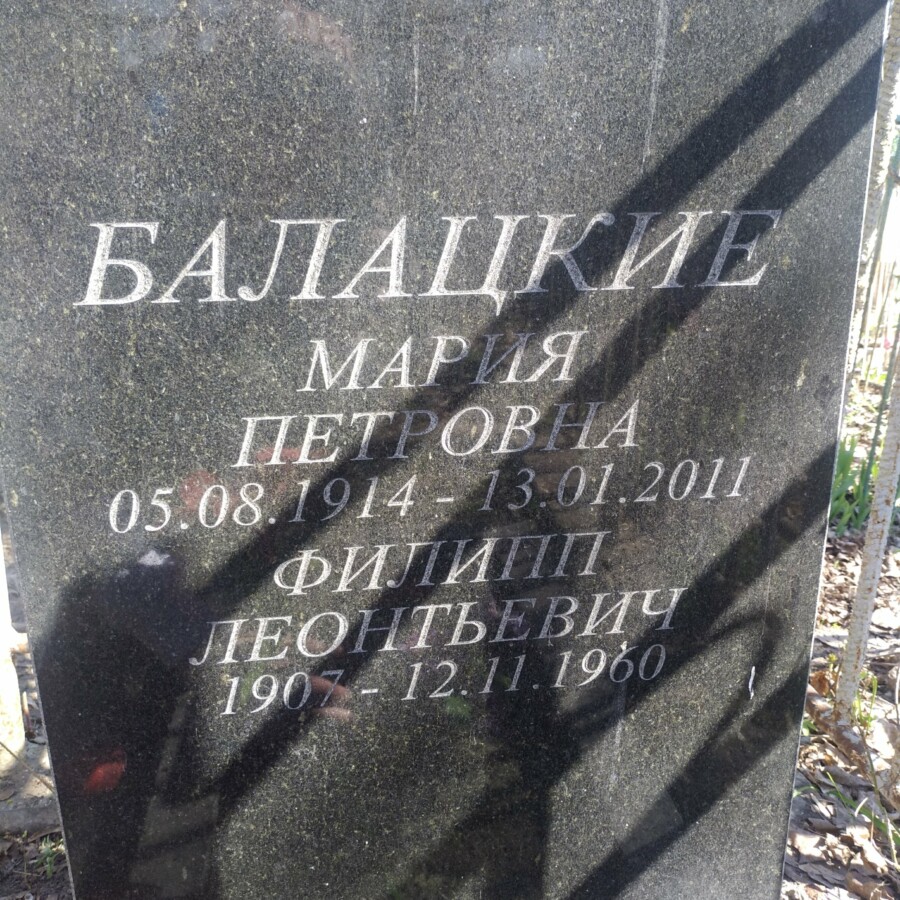 БАЛАЦКИЕ
МАРИЯ
ПЕТРОВНА
05.08.1914 - 13.01.2011
ФИЛИПП
ЛЕОНТЬЕВИЧ
1907 - 12.11.1960